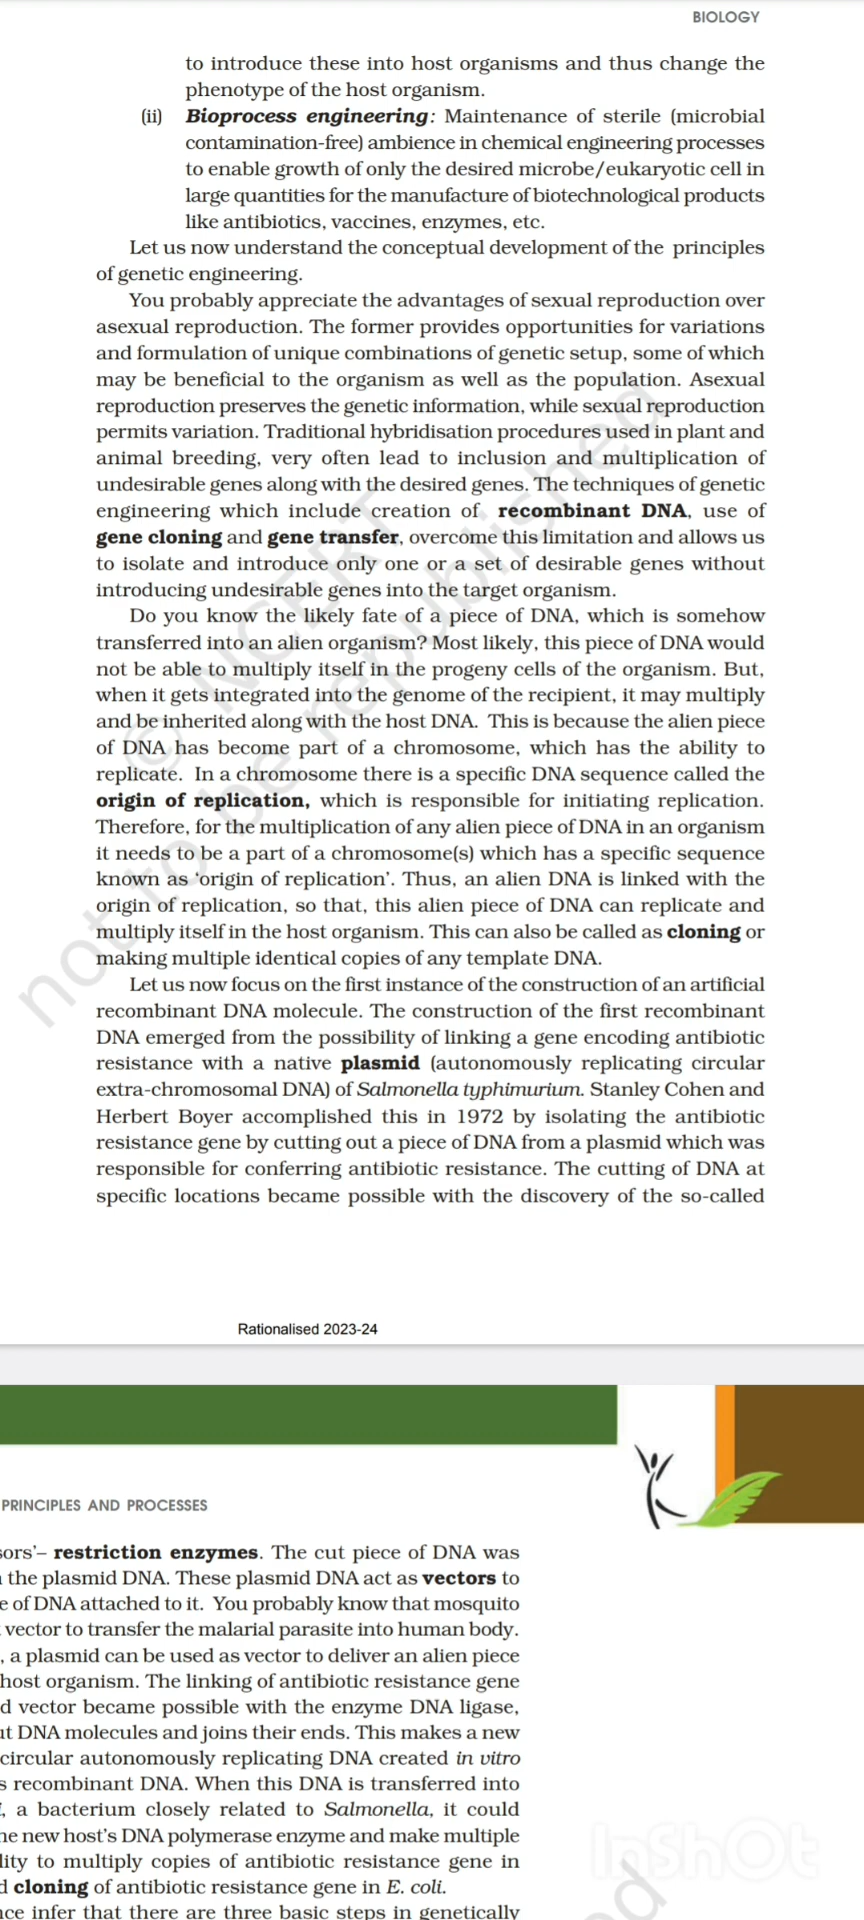 BIOLOGY
to introduce these into host organisms and thus change the
phenotype of the host organism.
(ii) Bioprocess engineering: Maintenance of sterile (microbial
contamination-free) ambience in chemical engineering processes
to enable growth of only the desired microbe/eukaryotic cell in
large quantities for the manufacture of biotechnological products
like antibiotics, vaccines, enzymes, etc.
Let us now understand the conceptual development of the principles
of genetic engineering.
You probably appreciate the advantages of sexual reproduction over
asexual reproduction. The former provides opportunities for variations
and formulation of unique combinations of genetic setup, some of which
may be beneficial to the organism as well as the population. Asexual
reproduction preserves the genetic information, while sexual reproduction
permits variation. Traditional hybridisation procedures used in plant and
animal breeding, very often lead to inclusion and multiplication of
undesirable genes along with the desired genes. The techniques of genetic
engineering which include creation of recombinant DNA, use of
gene cloning and gene transfer, overcome this limitation and allows us
to isolate and introduce only one or a set of desirable genes without
introducing undesirable genes into the target organism.
Do you know the likely fate of a piece of DNA, which is somehow
transferred into an alien organism? Most likely, this piece of DNA would
not be able to multiply itself in the progeny cells of the organism. But,
when it gets integrated into the genome of the recipient, it may multiply
and be inherited along with the host DNA. This is because the alien piece
of DNA has become part of a chromosome, which has the ability to
replicate. In a chromosome there is a specific DNA sequence called the
origin of replication, which is responsible for initiating replication.
Therefore, for the multiplication of any alien piece of DNA in an organism
it needs to be a part of a chromosome(s) which has a specific sequence
known as ‘origin of replication’. Thus, an alien DNA is linked with the
origin of replication, so that, this alien piece of DNA can replicate and
multiply itself in the host organism. This can also be called as cloning or
making multiple identical copies of any template DNA.
Let us now focus on the first instance of the construction of an artificial
recombinant DNA molecule. The construction of the first recombinant
DNA emerged from the possibility of linking a gene encoding antibiotic
resistance with a native plasmid (autonomously replicating circular
extra-chromosomal DNA) of Salmonella typhimurium. Stanley Cohen and
Herbert Boyer accomplished this in 1972 by isolating the antibiotic
resistance gene by cutting out a piece of DNA from a plasmid which was
responsible for conferring antibiotic resistance. The cutting of DNA at
specific locations became possible with the discovery of the so-called
© NCERT
not to be republished
Rationalised 2023-24
PRINCIPLES AND PROCESSES
sors’– restriction enzymes. The cut piece of DNA was
the plasmid DNA. These plasmid DNA act as vectors to
e of DNA attached to it. You probably know that mosquito
vector to transfer the malarial parasite into human body.
, a plasmid can be used as vector to deliver an alien piece
host organism. The linking of antibiotic resistance gene
d vector became possible with the enzyme DNA ligase,
ut DNA molecules and joins their ends. This makes a new
circular autonomously replicating DNA created in vitro
s recombinant DNA. When this DNA is transferred into
, a bacterium closely related to Salmonella, it could
he new host’s DNA polymerase enzyme and make multiple
lity to multiply copies of antibiotic resistance gene in
d cloning of antibiotic resistance gene in E. coli.
nce infer that there are three basic steps in genetically
InShOt
ed